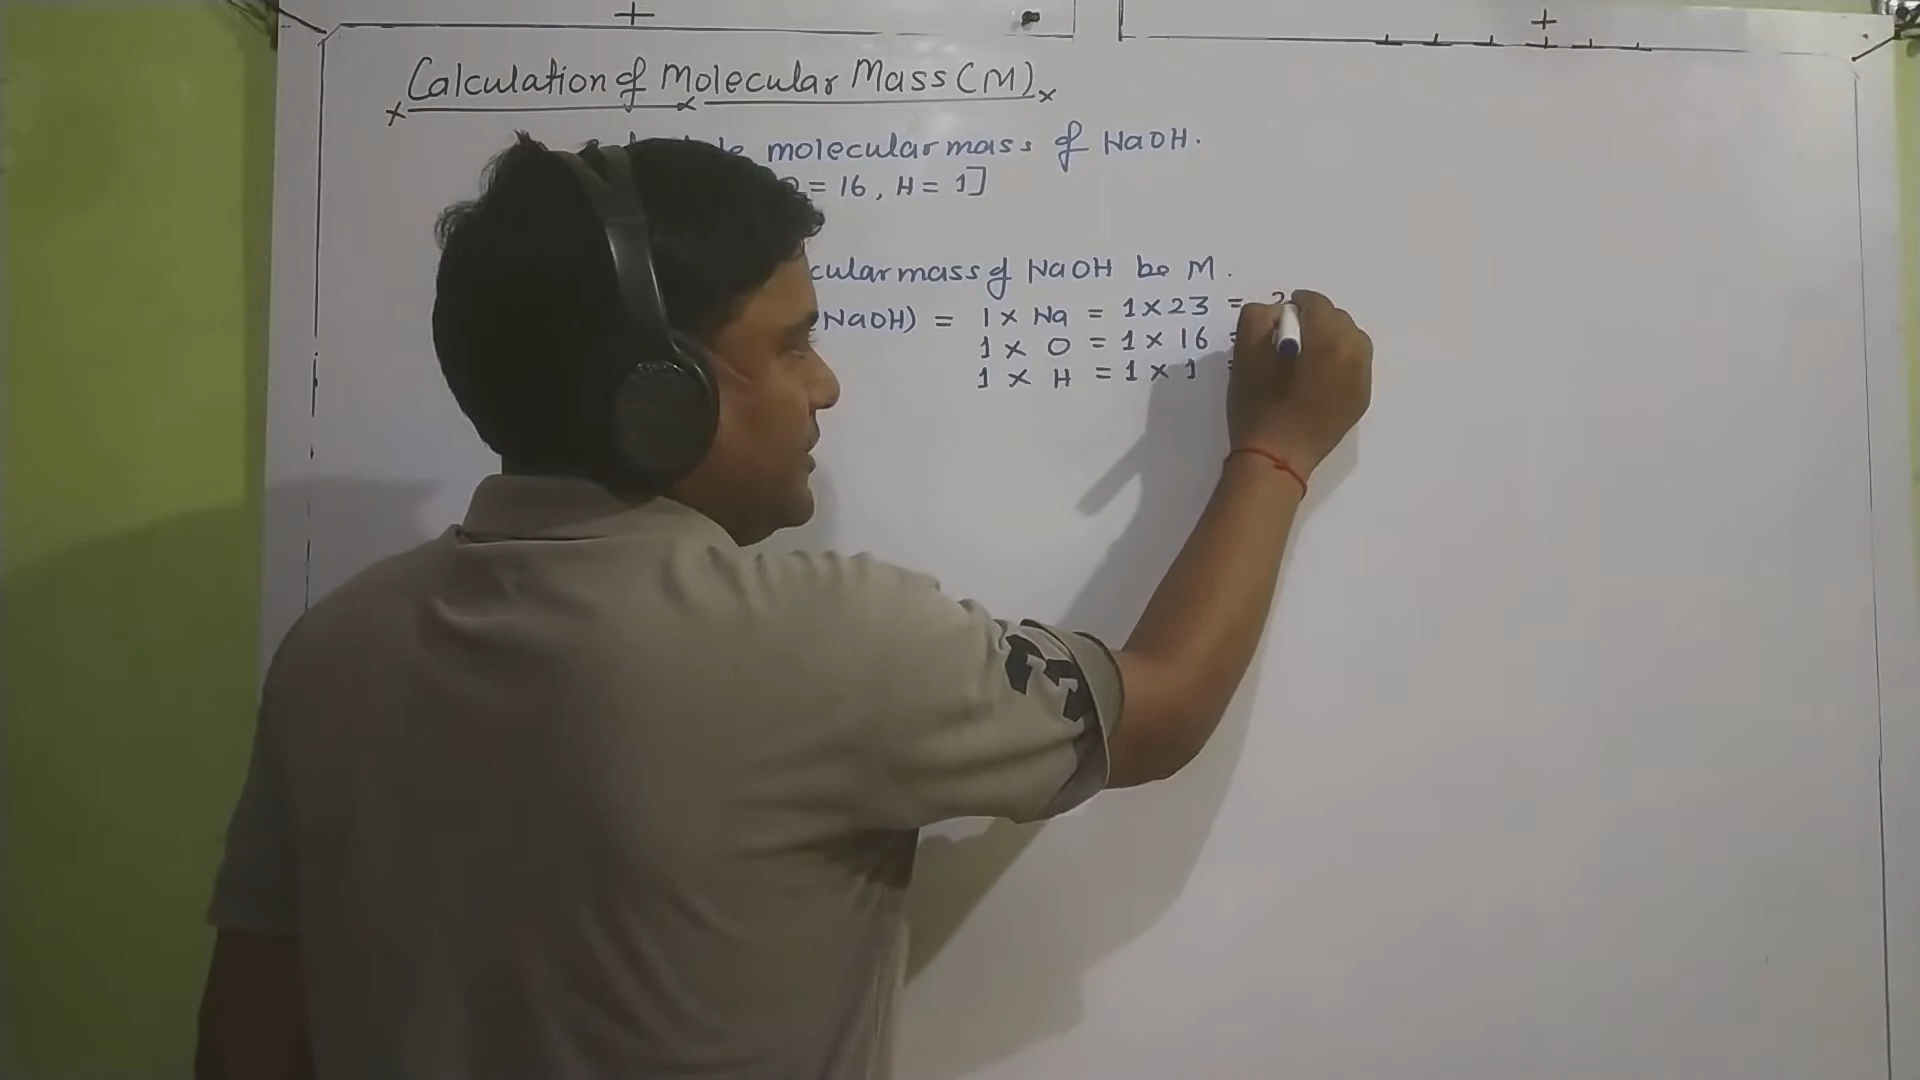 Calculation of Molecular Mass (M)
molecular mass of NaOH.
= 16, H = 1]
cular mass of NaOH be M.
NaOH) = 1 × Na = 1 × 23 = 2
1 × O = 1 × 16 =
1 × H = 1 × 1